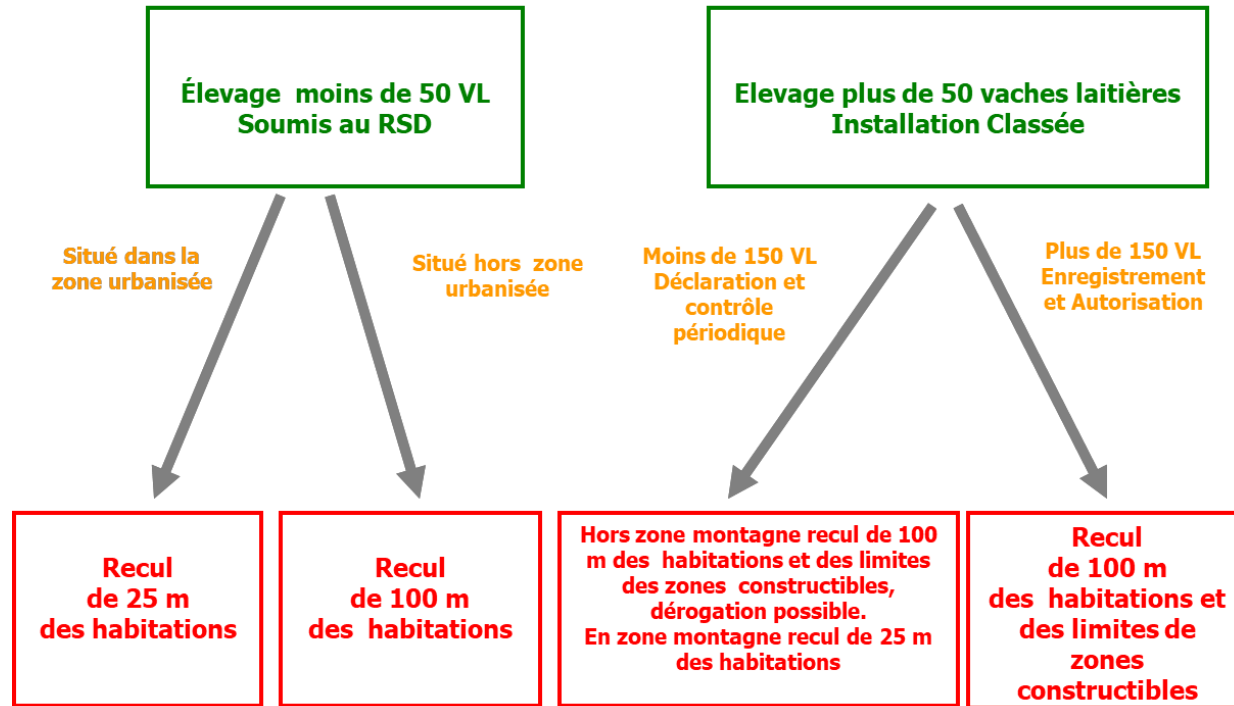 Élevage moins de 50 VL
Soumis au RSD
Elevage plus de 50 vaches laitières
Installation Classée
Situé dans la
zone urbanisée
Situé hors zone
urbanisée
Moins de 150 VL
Déclaration et
contrôle
périodique
Plus de 150 VL
Enregistrement
et Autorisation
Recul
de 25 m
des habitations
Recul
de 100 m
des habitations
Hors zone montagne recul de 100
m des habitations et des limites
des zones constructibles,
dérogation possible.
En zone montagne recul de 25 m
des habitations
Recul
de 100 m
des habitations et
des limites de
zones
constructibles